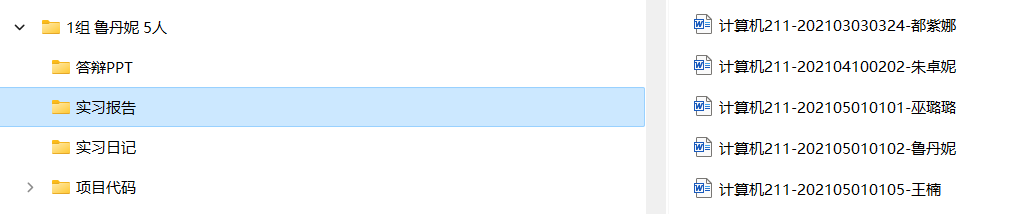 1组 鲁丹妮 5人
答辩PPT
实习报告
实习日记
项目代码
计算机211-202103030324-都紫娜
计算机211-202104100202-朱卓妮
计算机211-202105010101-巫璐璐
计算机211-202105010102-鲁丹妮
计算机211-202105010105-王楠